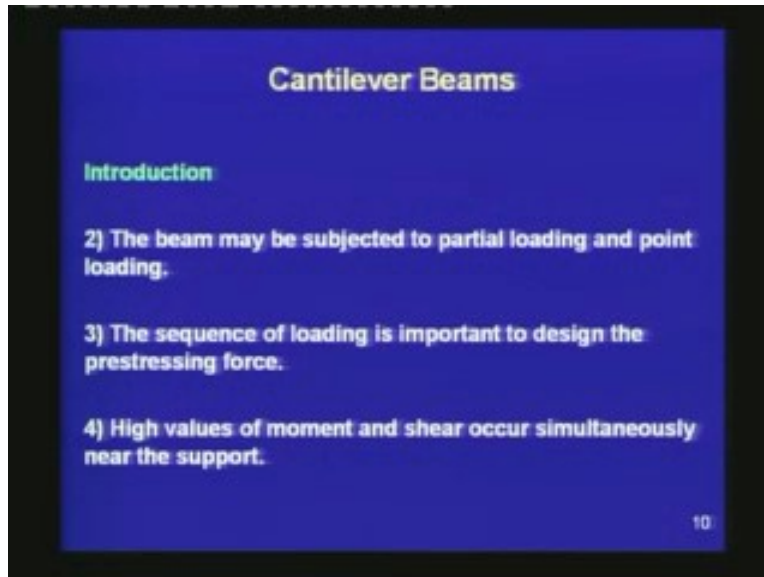 Cantilever Beams
Introduction
2) The beam may be subjected to partial loading and point
loading.
3) The sequence of loading is important to design the
prestressing force.
4) High values of moment and shear occur simultaneously
near the support.
10